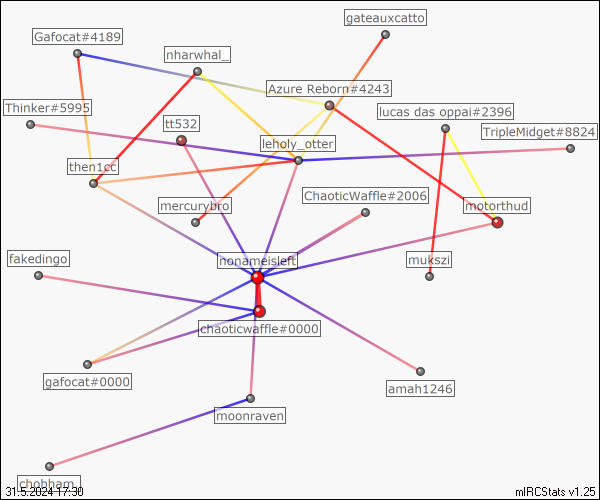 gateauxcatto
Gafocat#4189
nharwhal_
Azure Reborn#4243
Thinker#5995
lucas das oppai#2396
tt532
TripleMidget#8824
leholy_otter
then1cc
ChaoticWaffle#2006
mercurybro
motorthud
fakedingo
nonameisleft
mukszi
chaoticwaffle#0000
gafocat#0000
amah1246
moonraven
chobham_
31.5.2024 17:30
mIRCStats v1.25